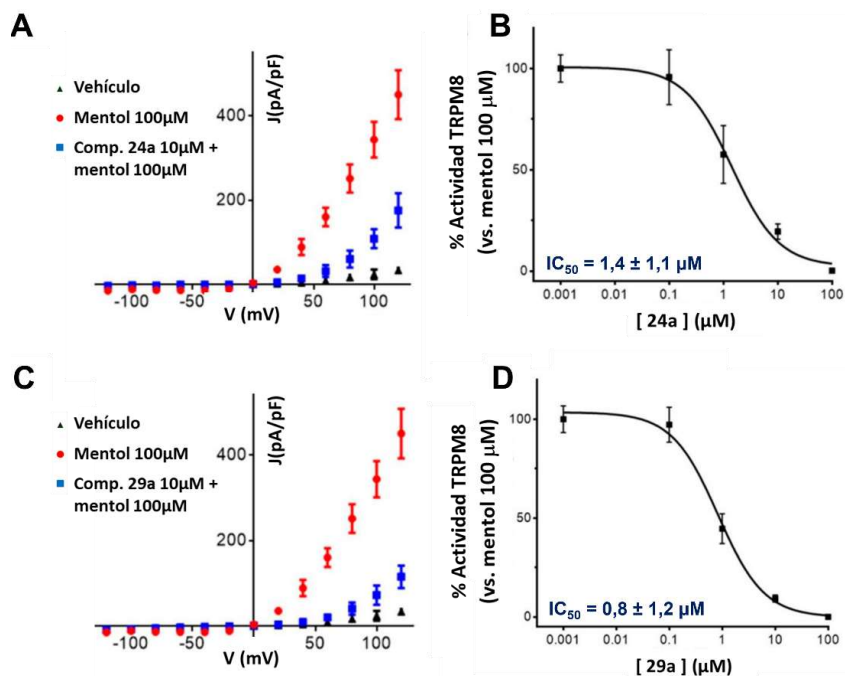 A
Vehículo
Mentol 100µM
Comp. 24a 10µM +
mentol 100µM
J(pA/pF)
400
200
-100
-50
50
100
V (mV)
B
% Actividad TRPM8
(vs. mentol 100 µM)
100
50
0
IC50 = 1,4 ± 1,1 µM
0.001
0.01
0.1
1
10
100
[ 24a ] (µM)
C
Vehículo
Mentol 100µM
Comp. 29a 10µM +
mentol 100µM
J(pA/pF)
400
200
-100
-50
50
100
V (mV)
D
% Actividad TRPM8
(vs. mentol 100 µM)
100
50
0
IC50 = 0,8 ± 1,2 µM
0.001
0.01
0.1
1
10
100
[ 29a ] (µM)